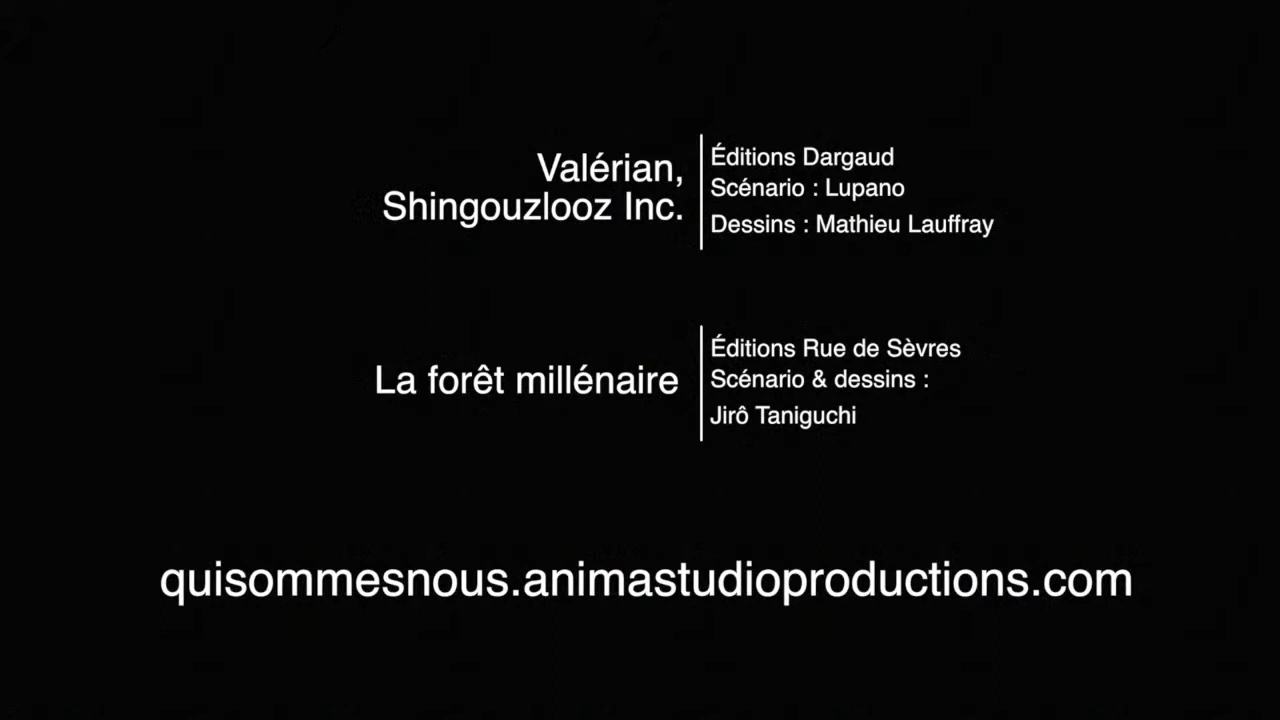 Valérian,
Shingouzlooz Inc.
Éditions Dargaud
Scénario : Lupano
Dessins : Mathieu Lauffray
La forêt millénaire
Éditions Rue de Sèvres
Scénario & dessins :
Jirô Taniguchi
quisommesnous.animastudioproductions.com